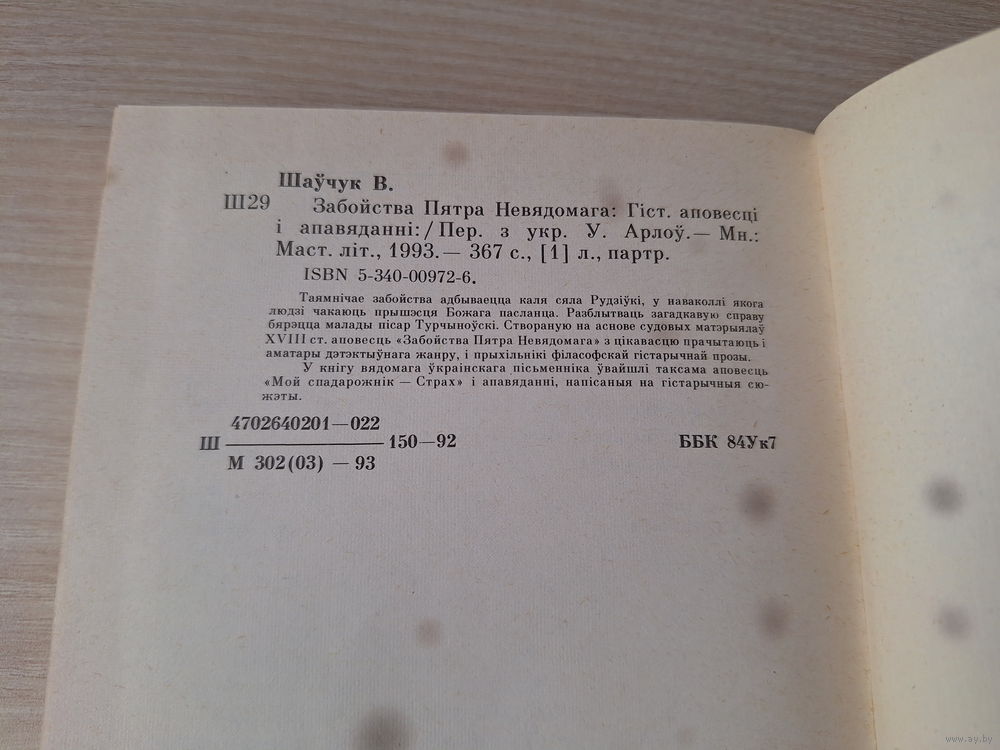 Шаўчук В.
Ш29 Забойства Пятра Невядомага: Гіст. аповесці
і апавяданні:/Пер. з укр. У. Арлоў.— Мн.:
Маст. літ., 1993.— 367 с., [1] л., партр.
ISBN 5-340-00972-6.
Таямнічае забойства адбываецца каля сяла Рудзіўкі, у наваколлі якога
людзі чакаюць прышэсця Божага пасланца. Разблытваць загадкавую справу
бярэцца малады пісар Турчыноўскі. Створаную на аснове судовых матэрыялаў
XVIII ст. аповесць «Забойства Пятра Невядомага» з цікавасцю прачытаюць і
аматары дэтэктыўнага жанру, і прыхільнікі філасофскай гістарычнай прозы.
У кнігу вядомага ўкраінскага пісьменніка ўвайшлі таксама аповесць
«Мой спадарожнік — Страх» і апавяданні, напісаныя на гістарычныя сю-
жэты.
4702640201—022
Ш 150—92 ББК 84Ук7
М 302(03) — 93
www.ay.by